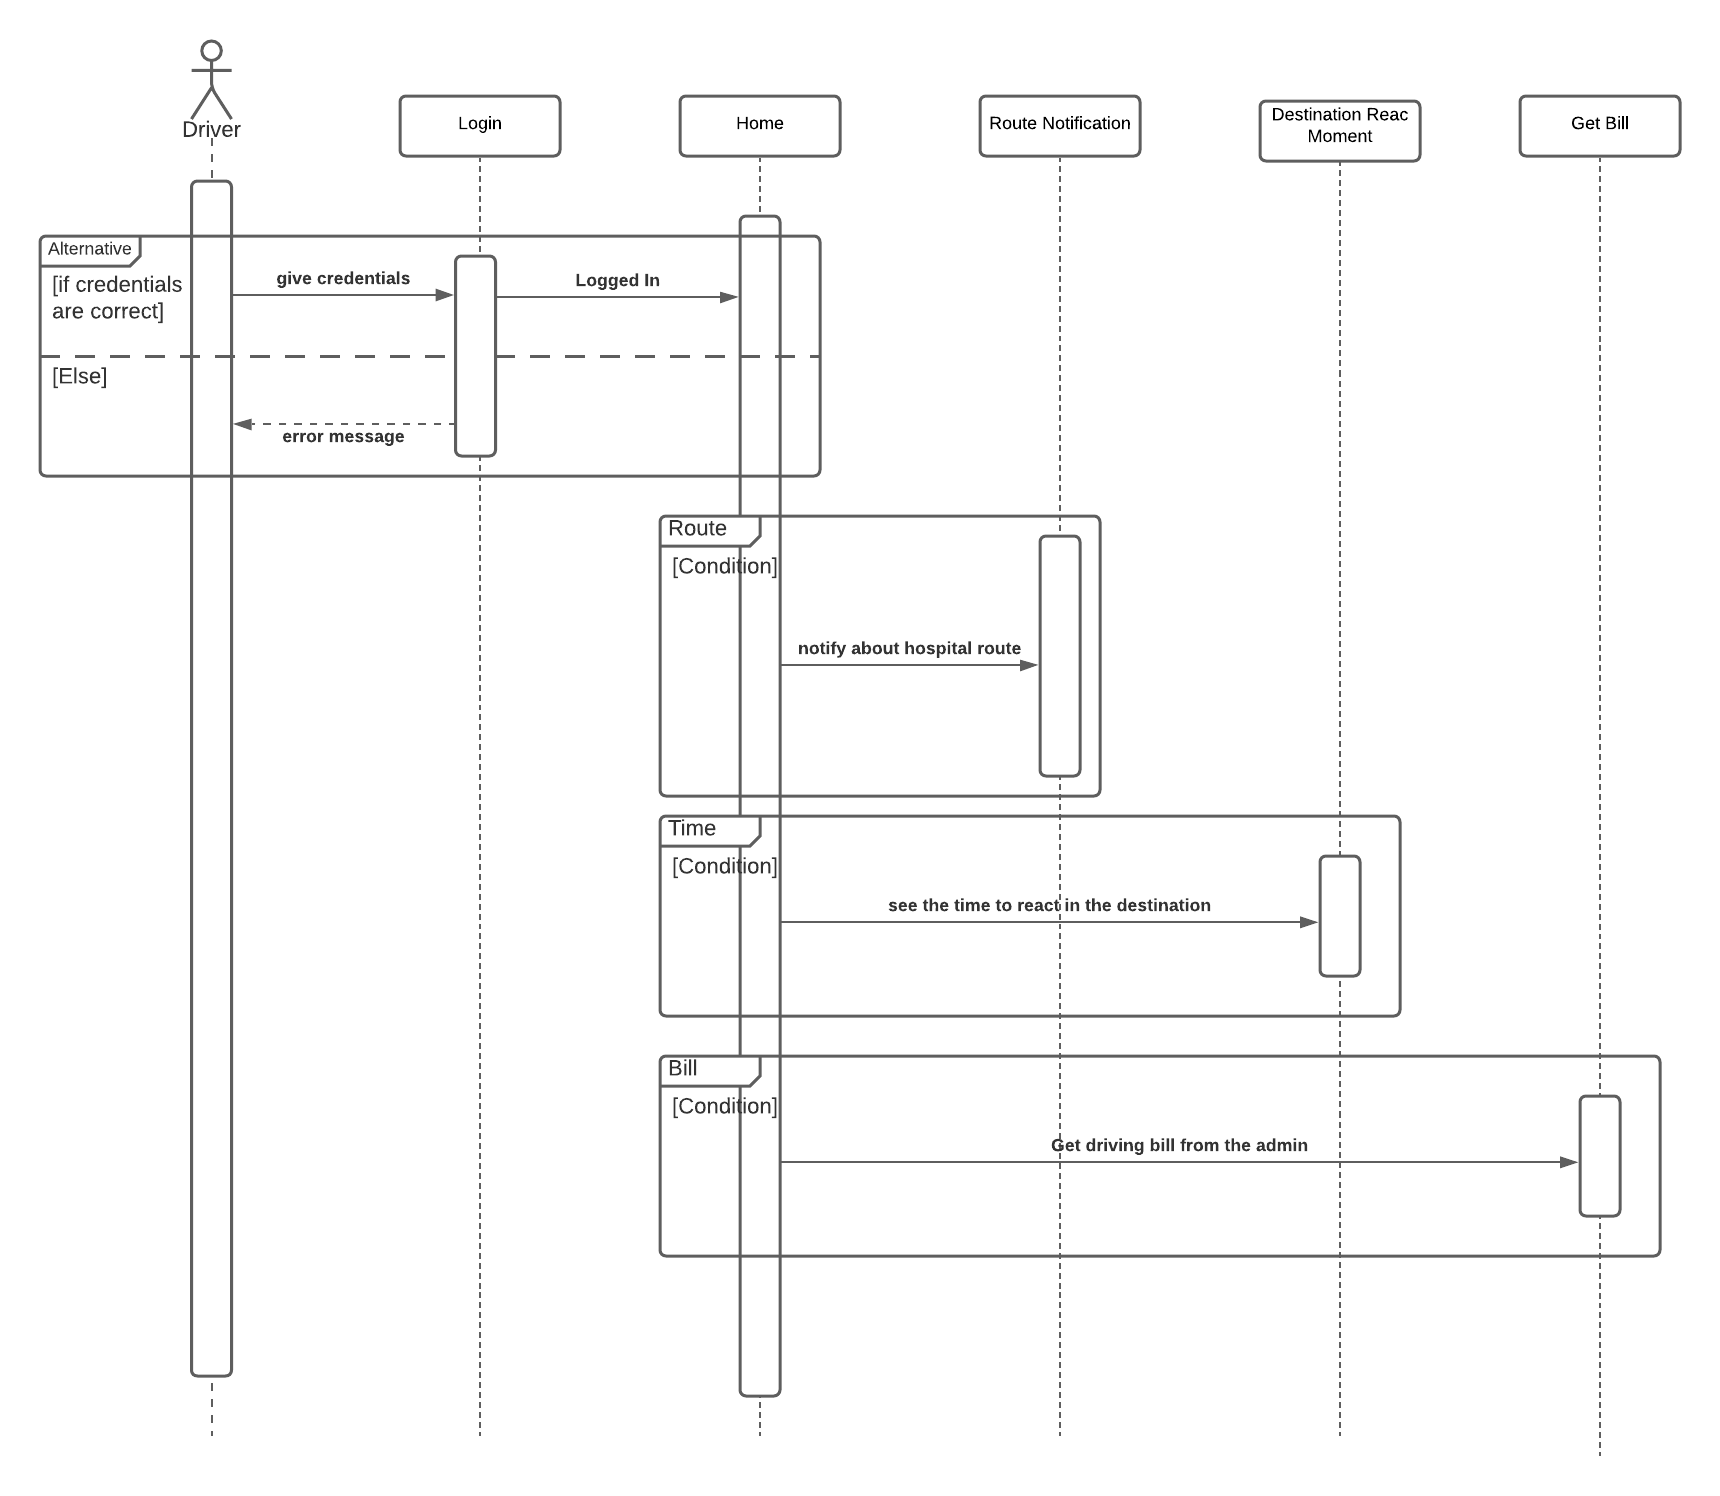 Driver
Login
Home
Route Notification
Destination Reac
Moment
Get Bill
Alternative
[if credentials
are correct]
give credentials
Logged In
[Else]
error message
Route
[Condition]
notify about hospital route
Time
[Condition]
see the time to react in the destination
Bill
[Condition]
Get driving bill from the admin